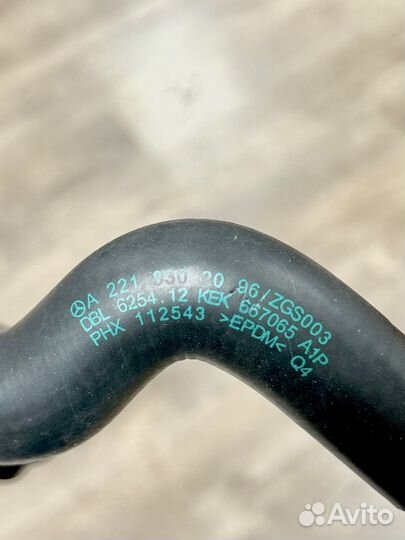 A 221 830 20 96/ZGS003
DBL 6254.12 KEK 667065 A1P
PHX 112543 >EPDM< Q4
Avito